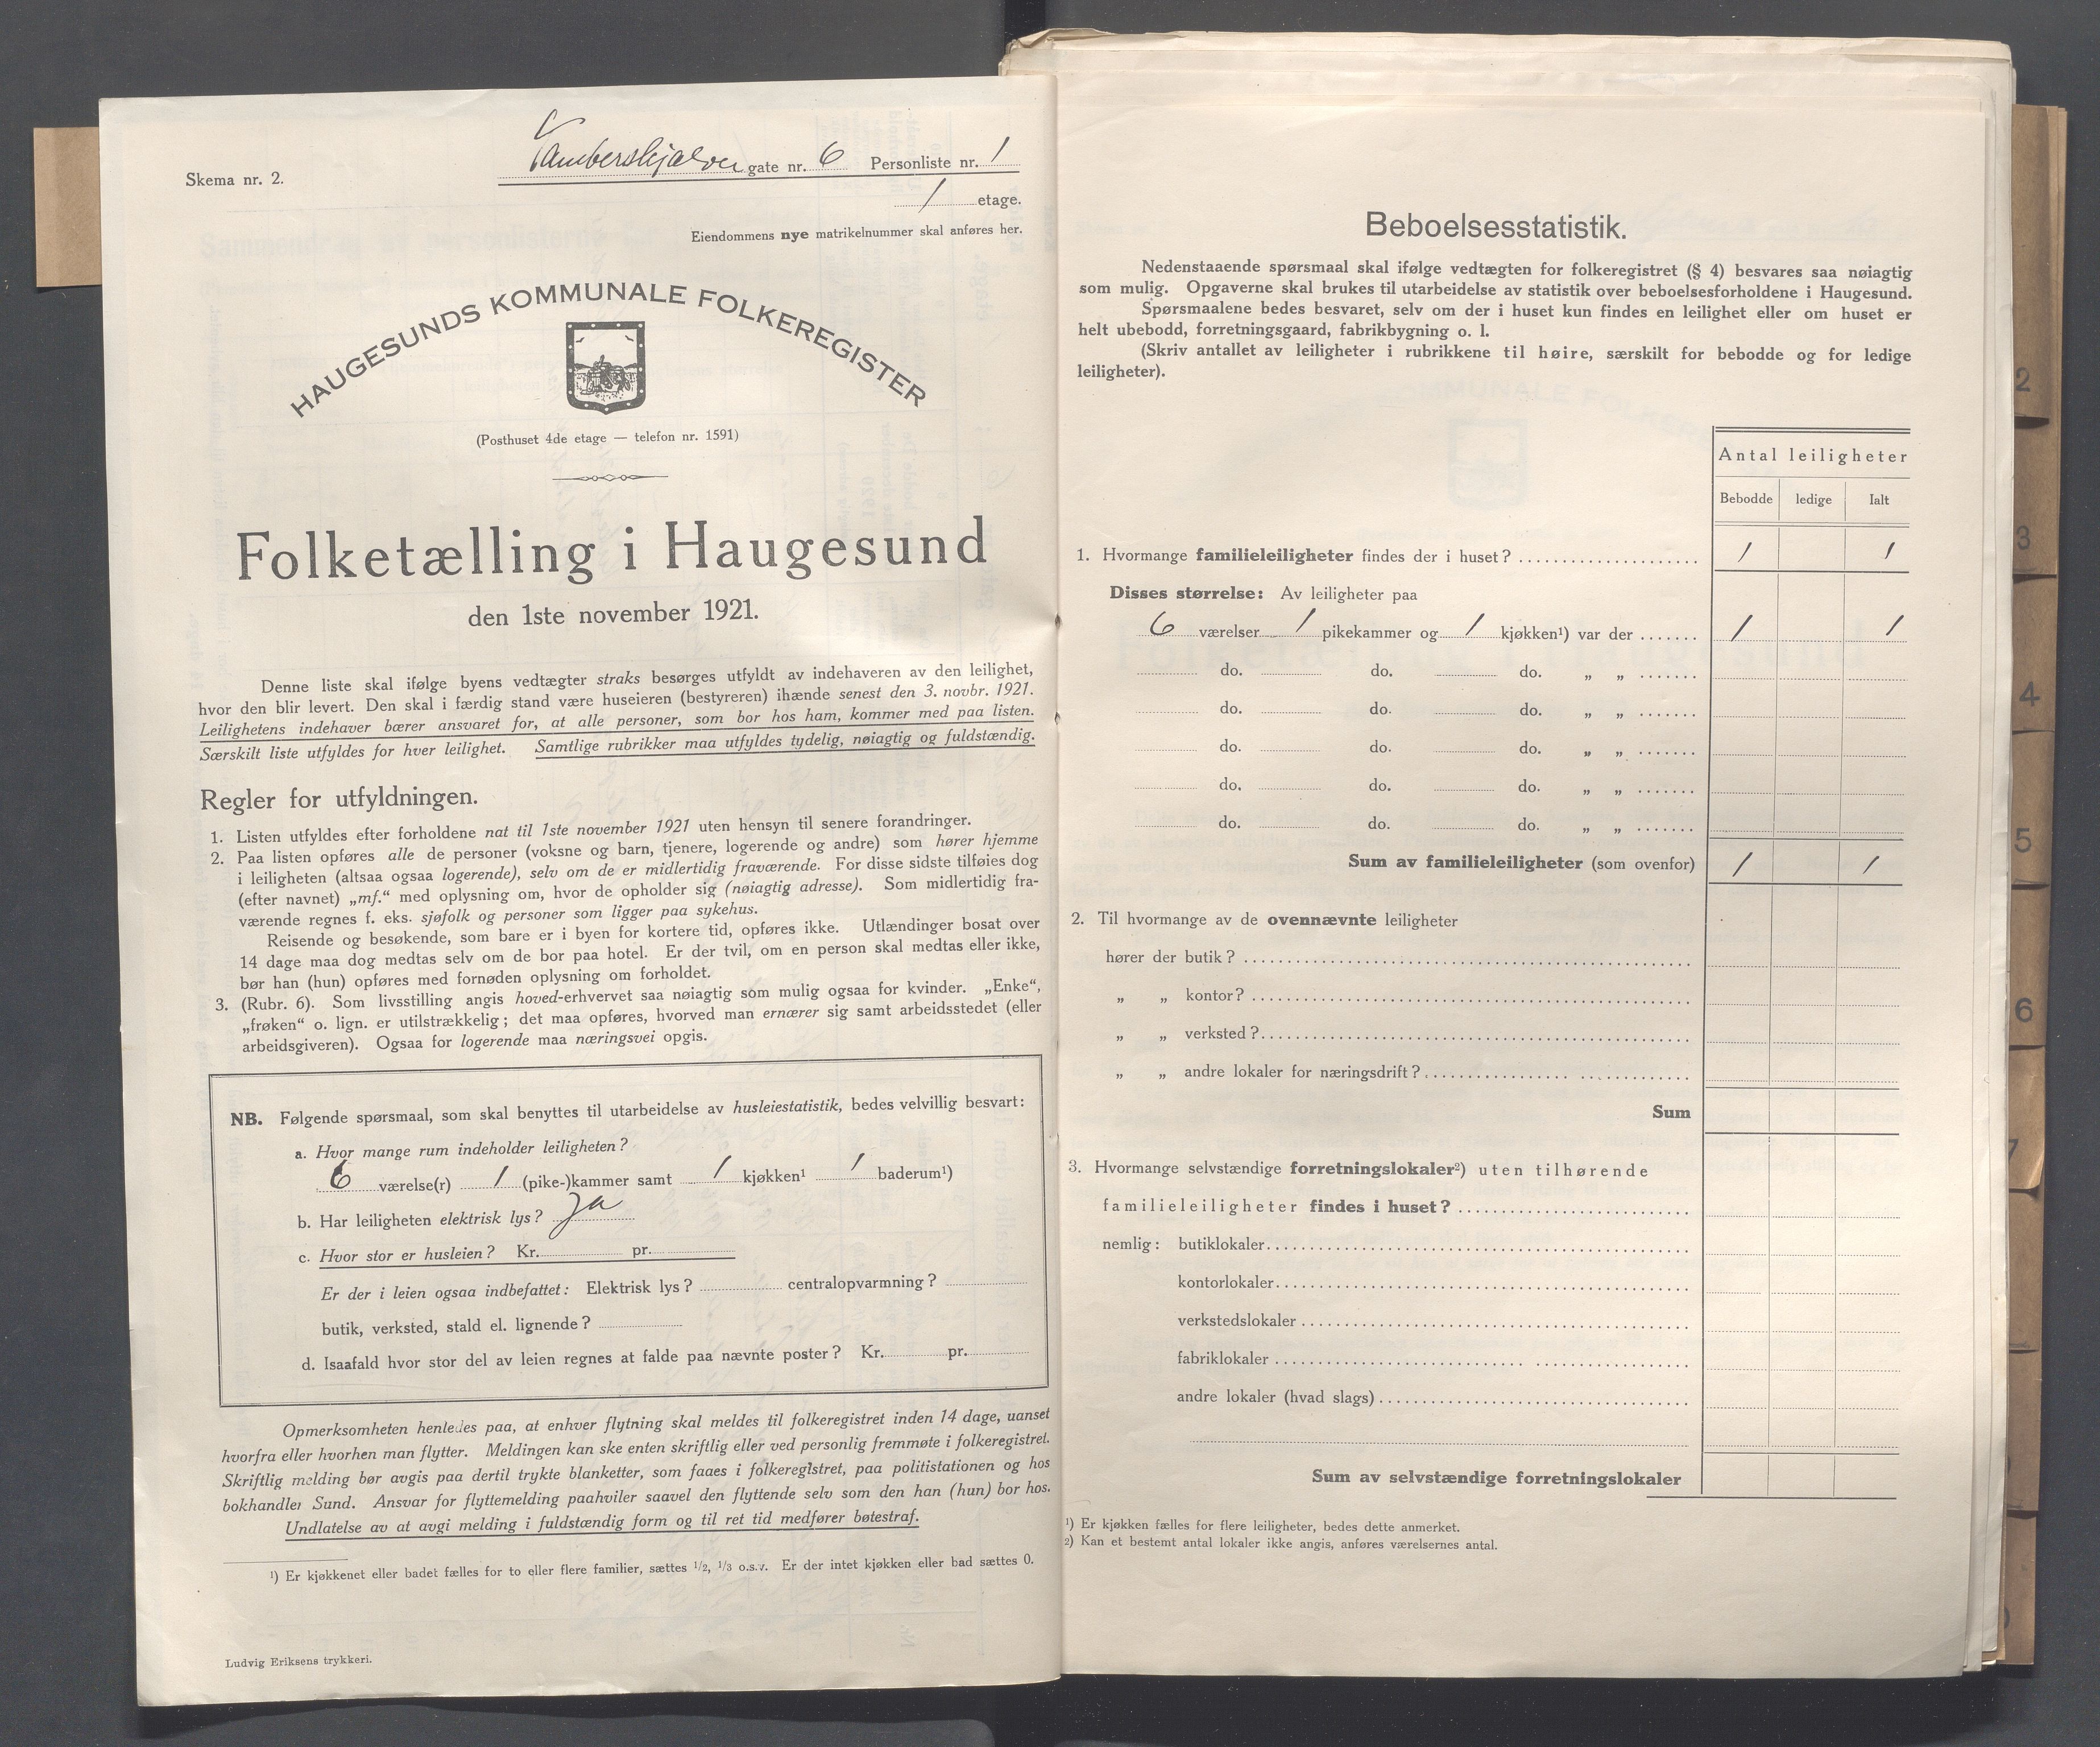 Skema nr. 2.
Tamberskjælver gate nr. 6 Personliste nr. 1
1 etage.
Eiendommens nye matrikelnummer skal anføres her.
HAUGESUNDS KOMMUNALE FOLKEREGISTER
(Posthuset 4de etage — telefon nr. 1591)
Folketælling i Haugesund
den 1ste november 1921.
Denne liste skal ifølge byens vedtægter straks besørges utfyldt av indehaveren av den leilighet,
hvor den blir levert. Den skal i færdig stand være huseieren (bestyreren) ihænde senest den 3. novbr. 1921.
Leilighetens indehaver bærer ansvaret for, at alle personer, som bor hos ham, kommer med paa listen.
Særskilt liste utfyldes for hver leilighet. Samtlige rubrikker maa utfyldes tydelig, nøiagtig og fuldstændig.
Regler for utfyldningen.
1. Listen utfyldes efter forholdene nat til 1ste november 1921 uten hensyn til senere forandringer.
2. Paa listen opføres alle de personer (voksne og barn, tjenere, logerende og andre) som hører hjemme
i leiligheten (altsaa ogsaa logerende), selv om de er midlertidig fraværende. For disse sidste tilføies dog
(efter navnet) „mf.“ med oplysning om, hvor de opholder sig (nøiagtig adresse). Som midlertidig fra-
værende regnes f. eks. sjøfolk og personer som ligger paa sykehus.
Reisende og besøkende, som bare er i byen for kortere tid, opføres ikke. Utlændinger bosat over
14 dage maa dog medtas selv om de bor paa hotel. Er der tvil, om en person skal medtas eller ikke,
bør han (hun) opføres med fornøden oplysning om forholdet.
3. (Rubr. 6). Som livsstilling angis hoved-erhvervet saa nøiagtig som mulig ogsaa for kvinder. „Enke“,
„frøken“ o. lign. er utilstrækkelig; det maa opføres, hvorved man ernærer sig samt arbeidsstedet (eller
arbeidsgiveren). Ogsaa for logerende maa næringsvei opgis.
NB. Følgende spørsmaal, som skal benyttes til utarbeidelse av husleiestatistik, bedes velvillig besvart:
a. Hvor mange rum indeholder leiligheten?
6 værelse(r) 1 (pike-)kammer samt 1 kjøkken¹ 1 baderum¹)
b. Har leiligheten elektrisk lys? Ja
c. Hvor stor er husleien? Kr. pr.
Er der i leien ogsaa indbefattet: Elektrisk lys? centralopvarmning?
butik, verksted, stald el. lignende?
d. Isaafald hvor stor del av leien regnes at falde paa nævnte poster? Kr. pr.
Opmerksomheten henledes paa, at enhver flytning skal meldes til folkeregistret inden 14 dage, uanset
hvorfra eller hvorhen man flytter. Meldingen kan ske enten skriftlig eller ved personlig fremmøte i folkeregistret.
Skriftlig melding bør avgis paa dertil trykte blanketter, som faaes i folkeregistret, paa politistationen og hos
bokhandler Sund. Ansvar for flyttemelding paahviler saavel den flyttende selv som den han (hun) bor hos.
Undlatelse av at avgi melding i fuldstændig form og til ret tid medfører bøtestraf.
¹) Er kjøkkenet eller badet fælles for to eller flere familier, sættes 1/2, 1/3 o.s.v. Er der intet kjøkken eller bad sættes 0.
Ludvig Eriksens trykkeri.
Beboelsesstatistik.
Nedenstaaende spørsmaal skal ifølge vedtægten for folkeregistret (§ 4) besvares saa nøiagtig
som mulig. Opgaverne skal brukes til utarbeidelse av statistik over beboelsesforholdene i Haugesund.
Spørsmaalene bedes besvaret, selv om der i huset kun findes en leilighet eller om huset er
helt ubebodd, forretningsgaard, fabrikbygning o. l.
(Skriv antallet av leiligheter i rubrikkene til høire, særskilt for bebodde og for ledige
leiligheter).
Antal leiligheter
Bebodde ledige Ialt
1. Hvormange familieleiligheter findes der i huset? 1 1
Disses størrelse: Av leiligheter paa
6 værelser 1 pikekammer og 1 kjøkken¹) var der 1 1
do. do. do. „ „
do. do. do. „ „
do. do. do. „ „
do. do. do. „ „
do. do. do. „ „
Sum av familieleiligheter (som ovenfor) 1 1
2. Til hvormange av de ovennævnte leiligheter
hører der butik?
„ „ kontor?
„ „ verksted?
„ „ andre lokaler for næringsdrift?
Sum
3. Hvormange selvstændige forretningslokaler²) uten tilhørende
familieleiligheter findes i huset?
nemlig: butiklokaler
kontorlokaler
verkstedslokaler
fabriklokaler
andre lokaler (hvad slags)
Sum av selvstændige forretningslokaler
¹) Er kjøkken fælles for flere leiligheter, bedes dette anmerket.
²) Kan et bestemt antal lokaler ikke angis, anføres værelsernes antal.
2
3
4
5
6
7